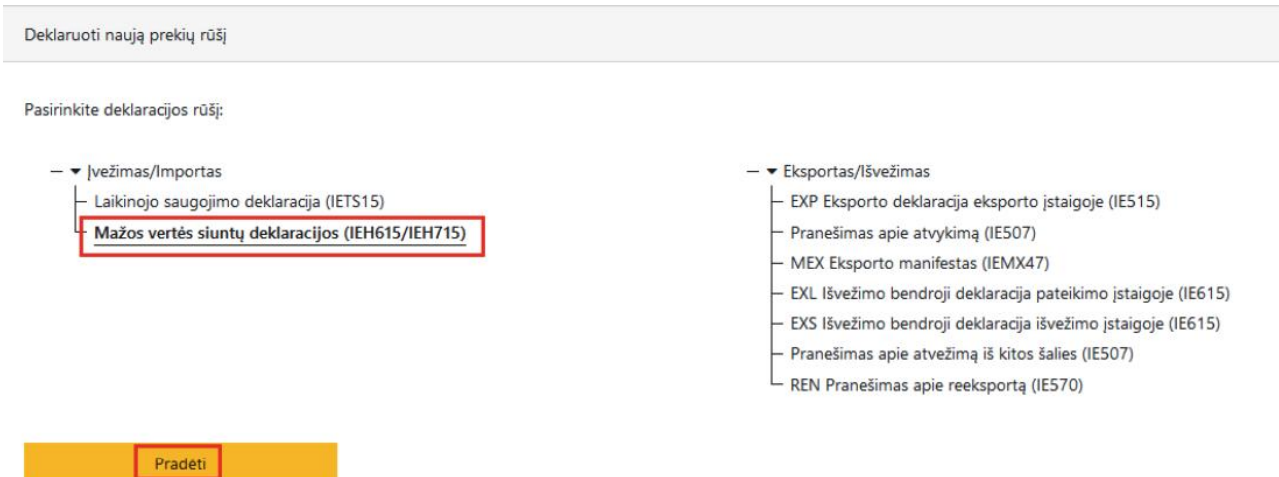 Deklaruoti naują prekių rūšį
Pasirinkite deklaracijos rūšį:
Įvežimas/Importas
Laikinojo saugojimo deklaracija (IETS15)
Mažos vertės siuntų deklaracijos (IEH615/IEH715)
Eksportas/Išvežimas
EXP Eksporto deklaracija eksporto įstaigoje (IE515)
Pranešimas apie atvykimą (IE507)
MEX Eksporto manifestas (IEMX47)
EXL Išvežimo bendroji deklaracija pateikimo įstaigoje (IE615)
EXS Išvežimo bendroji deklaracija išvežimo įstaigoje (IE615)
Pranešimas apie atvežimą iš kitos šalies (IE507)
REN Pranešimas apie reeksportą (IE570)
Pradėti